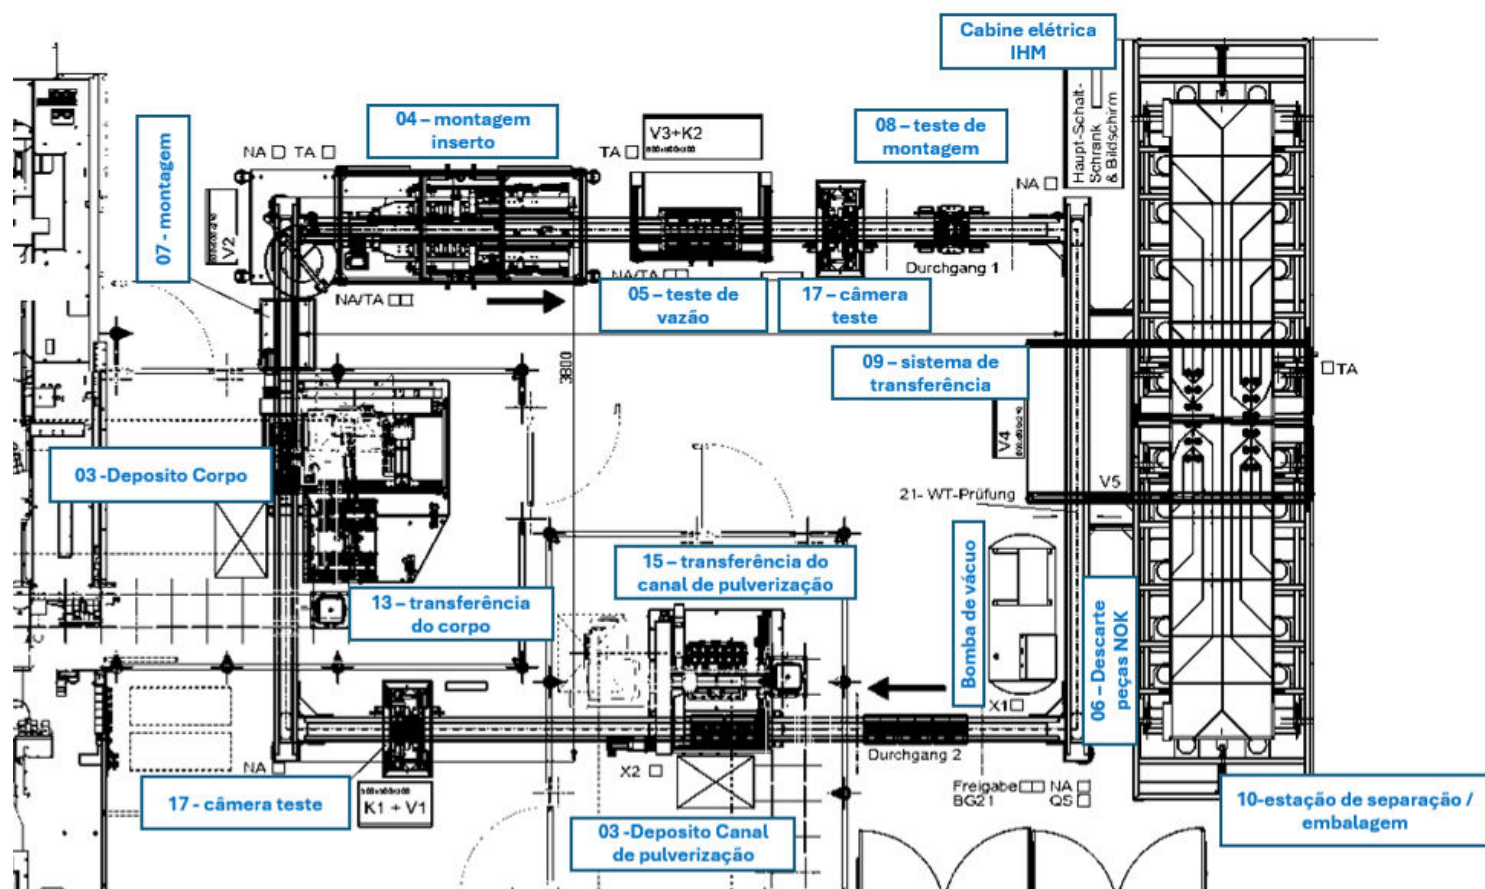 Cabine elétrica
IHM
04 – montagem
inserto
V3+K2
08 – teste de
montagem
Haupt-Schalt-
Schrank
& Bildschirm
07 - montagem
NA TA
TA
NA
V2
Durchgang 1
NA/TA
NA/TA
05 – teste de
vazão
17 – câmera
teste
3800
09 – sistema de
transferência
TA
V4
03 -Deposito Corpo
V5
21- WT-Prüfung
15 – transferência do
canal de pulverização
Bomba de vácuo
13 – transferência
do corpo
06 – Descarte
peças NOK
X1
Durchgang 2
NA
X2
17 - câmera teste
K1 + V1
Freigabe NA
BG21 QS
10-estação de separação /
embalagem
03 -Deposito Canal
de pulverização